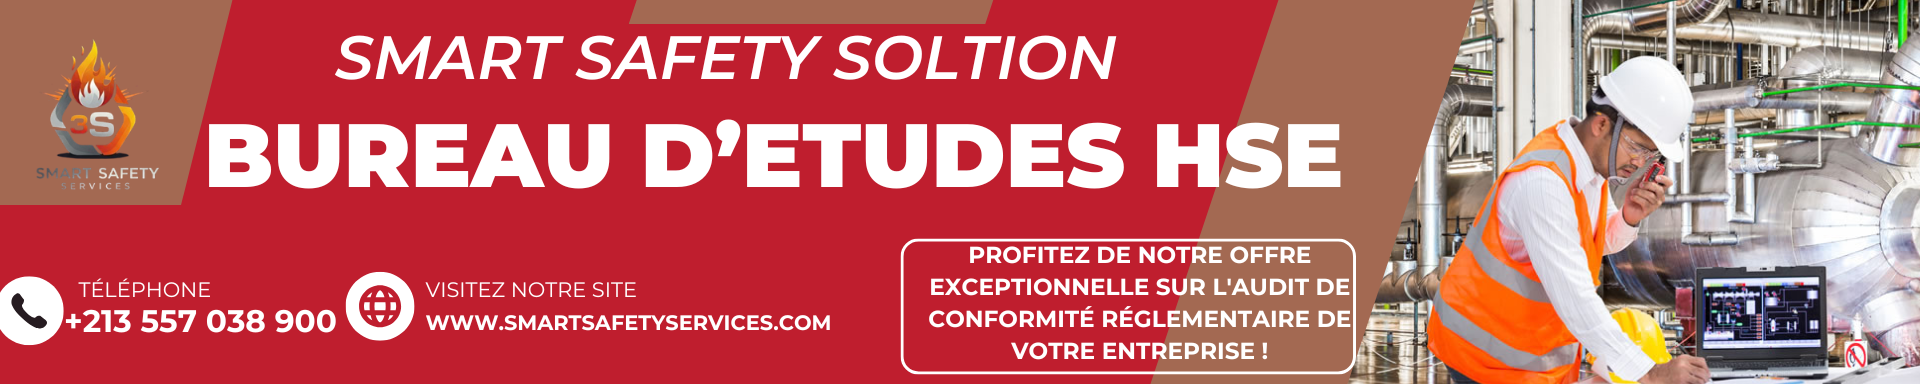 SMART SAFETY SOLTION
3S
SMART SAFETY
SERVICES
BUREAU D’ETUDES HSE
TÉLÉPHONE
+213 557 038 900
VISITEZ NOTRE SITE
WWW.SMARTSAFETYSERVICES.COM
PROFITEZ DE NOTRE OFFRE
EXCEPTIONNELLE SUR L'AUDIT DE
CONFORMITÉ RÉGLEMENTAIRE DE
VOTRE ENTREPRISE !